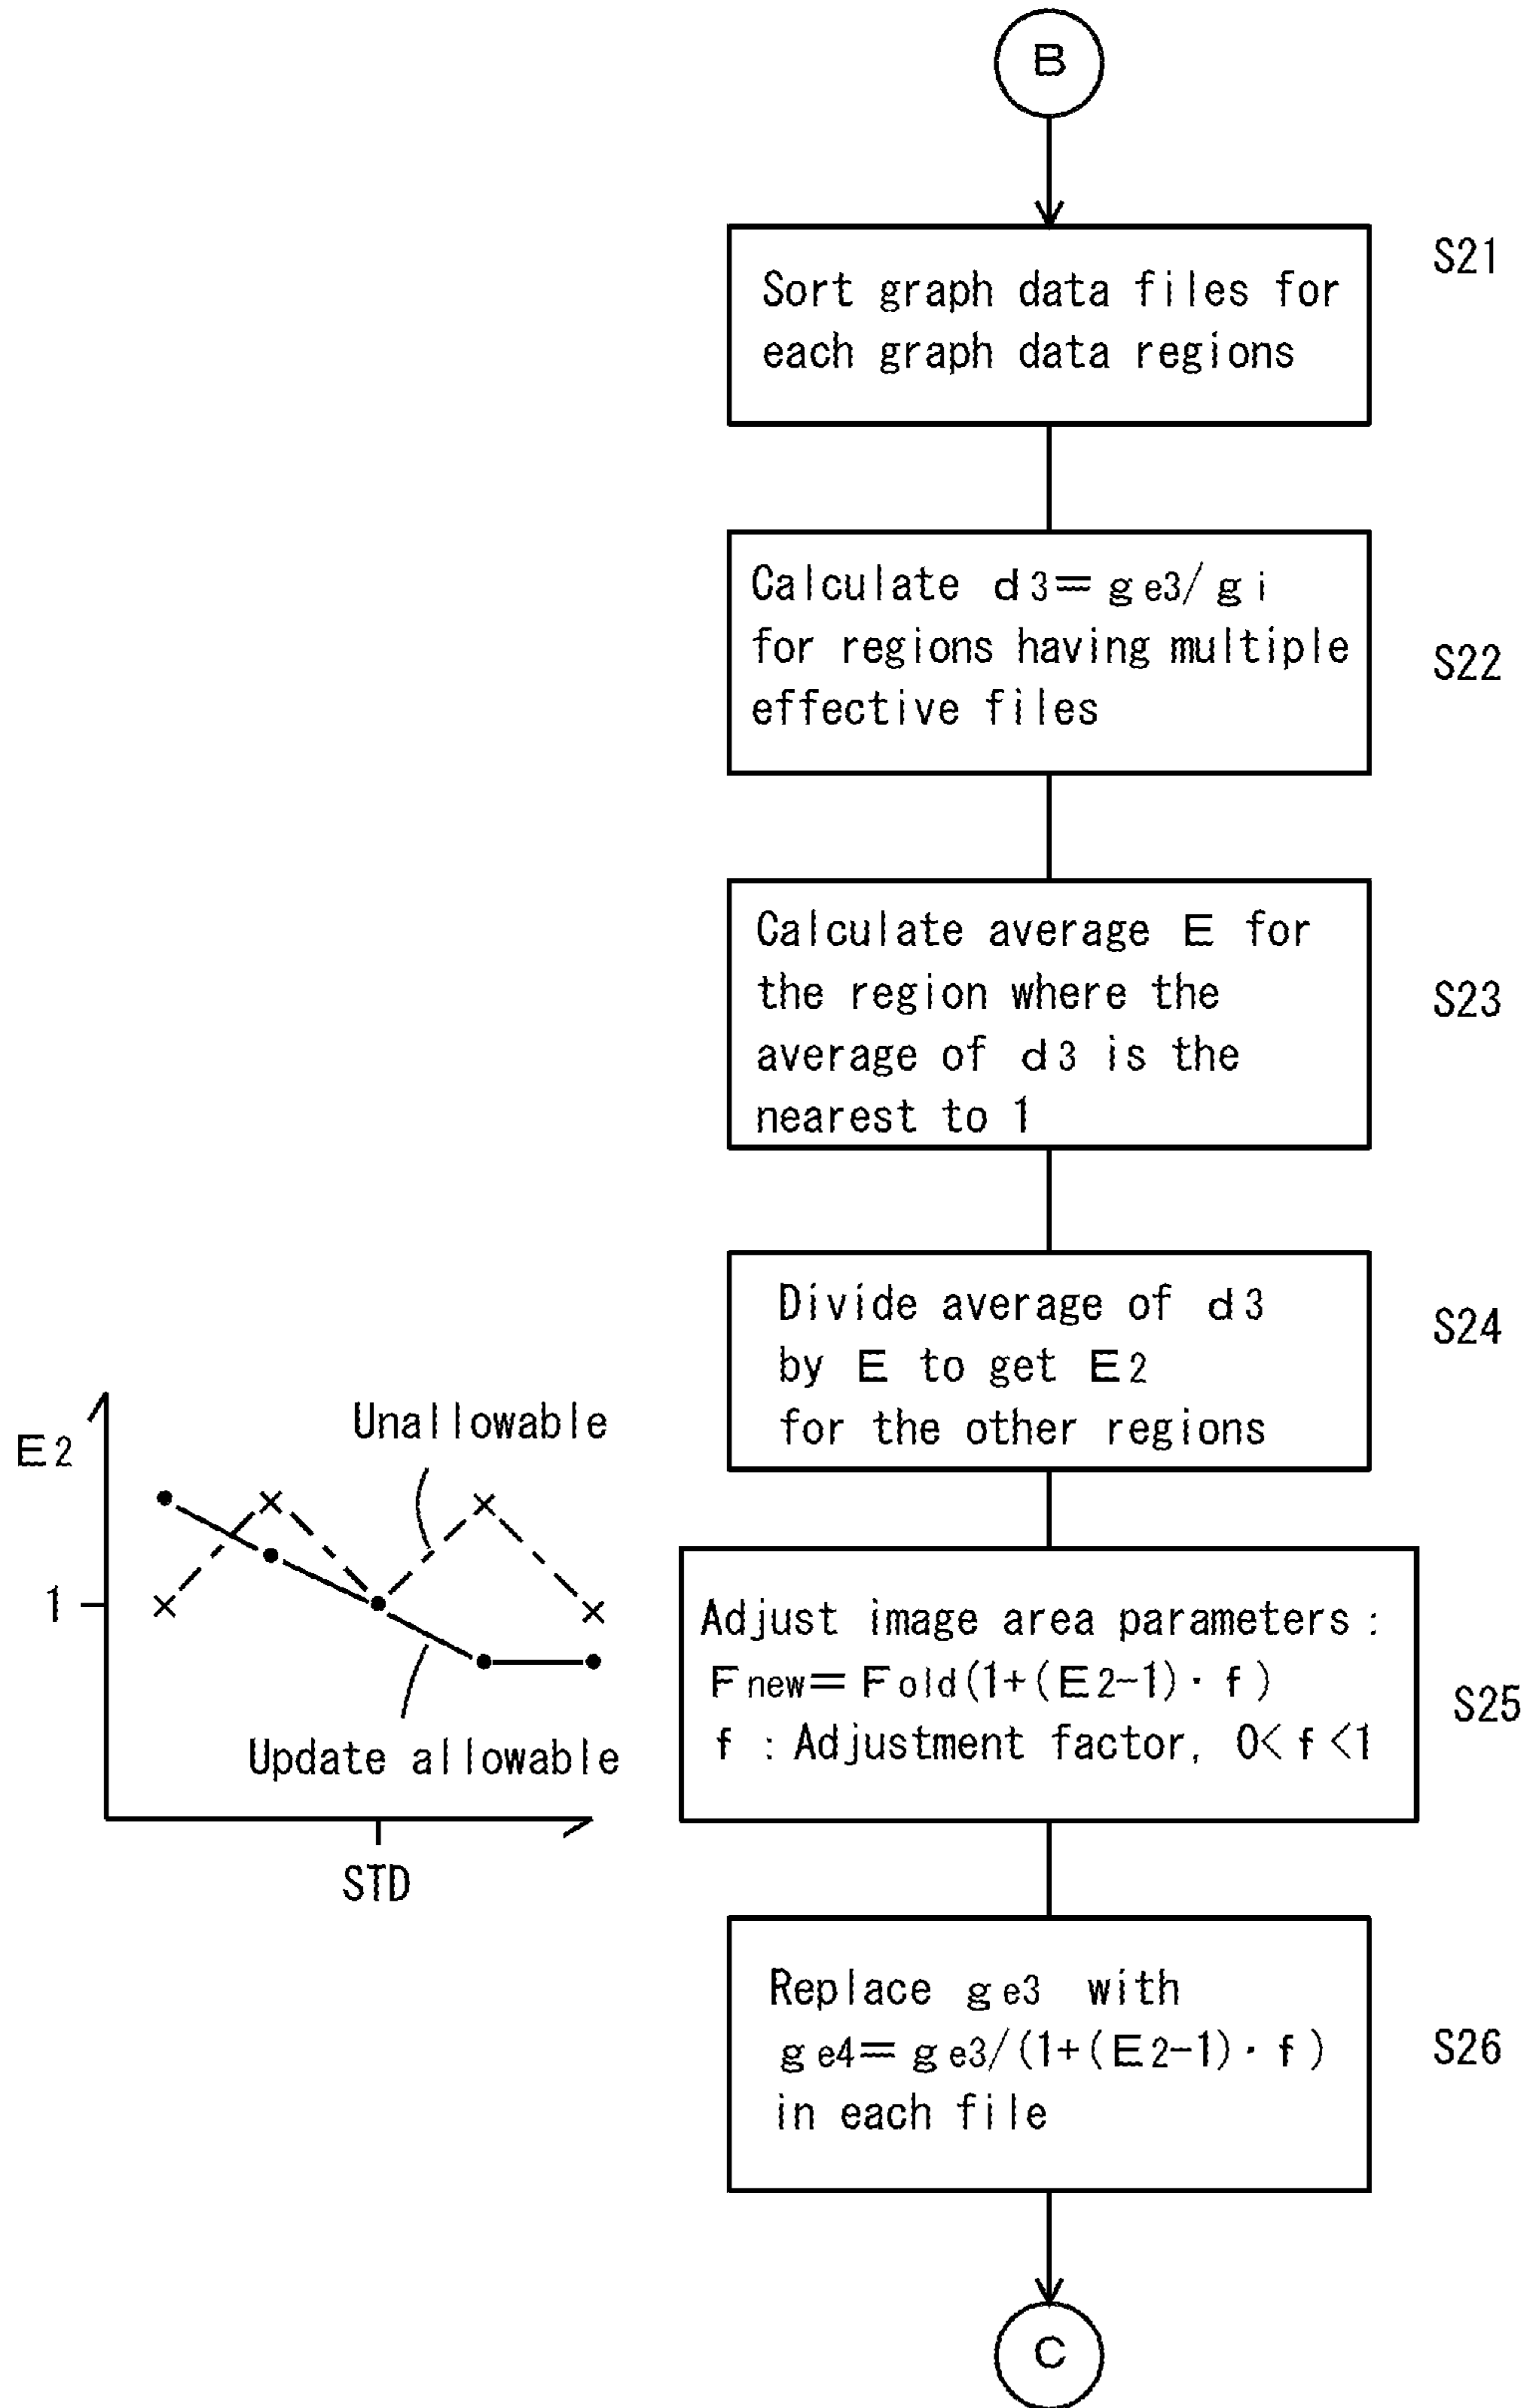 B
Sort graph data files for
each graph data regions
S21
Calculate d3=ge3/gi
for regions having multiple
effective files
S22
Calculate average E for
the region where the
average of d3 is the
nearest to 1
S23
Divide average of d3
by E to get E2
for the other regions
S24
E2
Unallowable
1
Update allowable
STD
Adjust image area parameters:
Fnew=Fold(1+(E2-1)·f)
f : Adjustment factor, 0<f<1
S25
Replace ge3 with
ge4=ge3/(1+(E2-1)·f)
in each file
S26
C